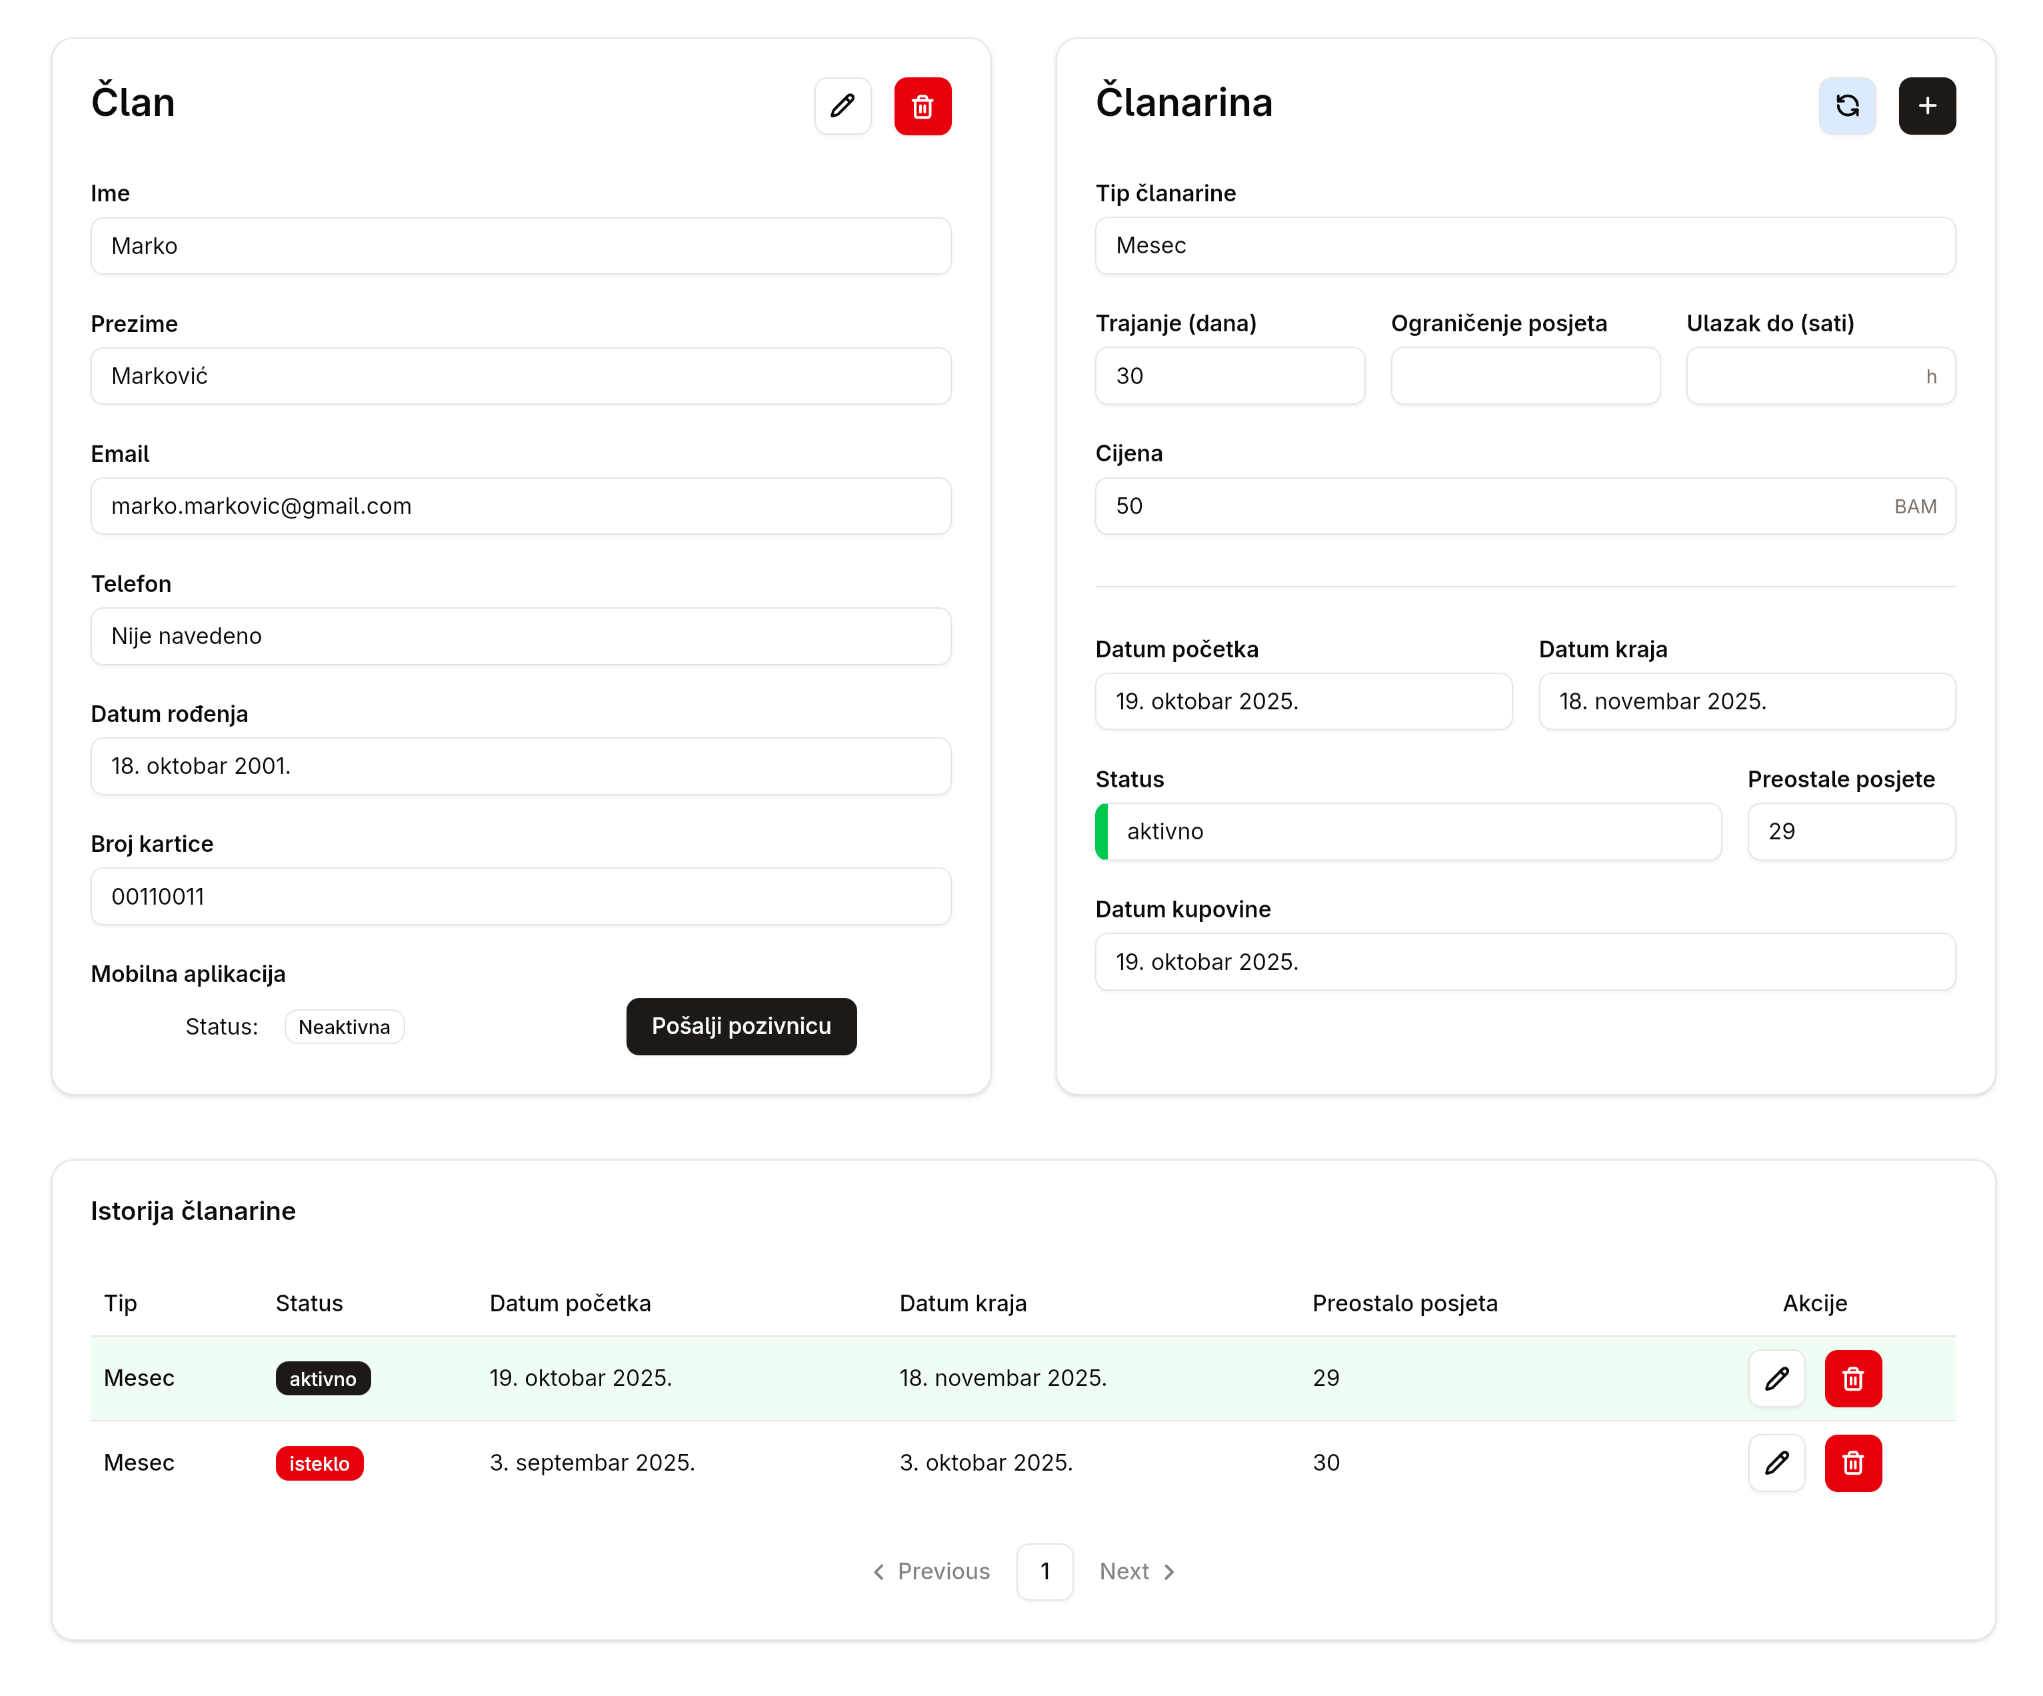 Član
Ime
Marko
Prezime
Marković
Email
marko.markovic@gmail.com
Telefon
Nije navedeno
Datum rođenja
18. oktobar 2001.
Broj kartice
00110011
Mobilna aplikacija
Status: Neaktivna Pošalji pozivnicu
Članarina
Tip članarine
Mesec
Trajanje (dana) Ograničenje posjeta Ulazak do (sati)
30 h
Cijena
50 BAM
Datum početka Datum kraja
19. oktobar 2025. 18. novembar 2025.
Status Preostale posjete
aktivno 29
Datum kupovine
19. oktobar 2025.
Istorija članarine
Tip Status Datum početka Datum kraja Preostalo posjeta Akcije
Mesec aktivno 19. oktobar 2025. 18. novembar 2025. 29
Mesec isteklo 3. septembar 2025. 3. oktobar 2025. 30
Previous 1 Next